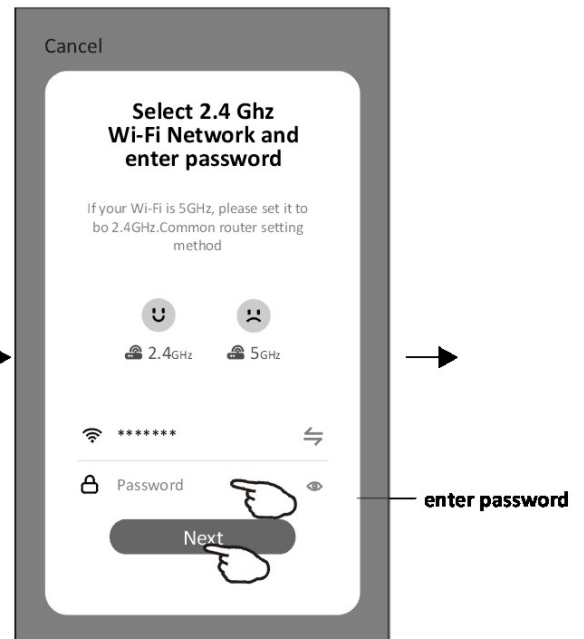 Cancel
Select 2.4 Ghz
Wi-Fi Network and
enter password
If your Wi-Fi is 5GHz, please set it to
bo 2.4GHz.Common router setting
method
2.4GHz 5GHz
*******
Password
enter password
Next